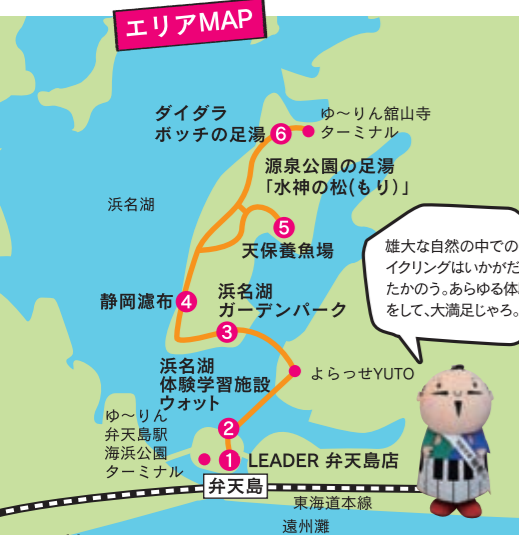 エリアMAP
ダイダラ
ボッチの足湯
6
ゆ〜りん舘山寺
ターミナル
源泉公園の足湯
「水神の松(もり)」
浜名湖
5
天保養魚場
雄大な自然の中での
イクリングはいかがだ
たかのう。あらゆる体
をして、大満足じゃろ。
静岡濾布
4
浜名湖
ガーデンパーク
3
浜名湖
体験学習施設
ウォット
よらっせYUTO
ゆ〜りん
弁天島駅
海浜公園
ターミナル
2
1
LEADER 弁天島店
弁天島
東海道本線
遠州灘